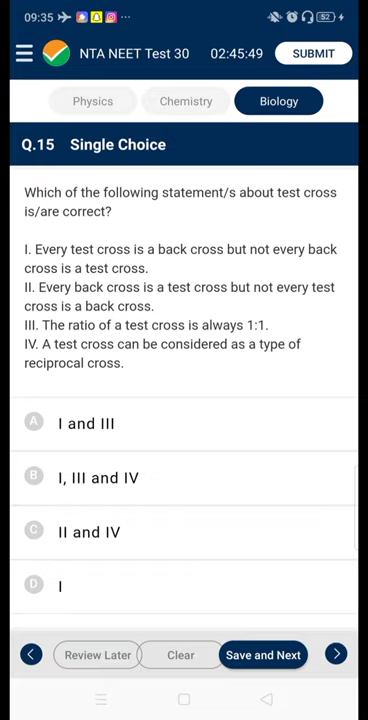 09:35
52
NTA NEET Test 30 02:45:49 SUBMIT
Physics Chemistry Biology
Q.15 Single Choice
Which of the following statement/s about test cross
is/are correct?
I. Every test cross is a back cross but not every back
cross is a test cross.
II. Every back cross is a test cross but not every test
cross is a back cross.
III. The ratio of a test cross is always 1:1.
IV. A test cross can be considered as a type of
reciprocal cross.
A I and III
B I, III and IV
C II and IV
D I
Review Later Clear Save and Next